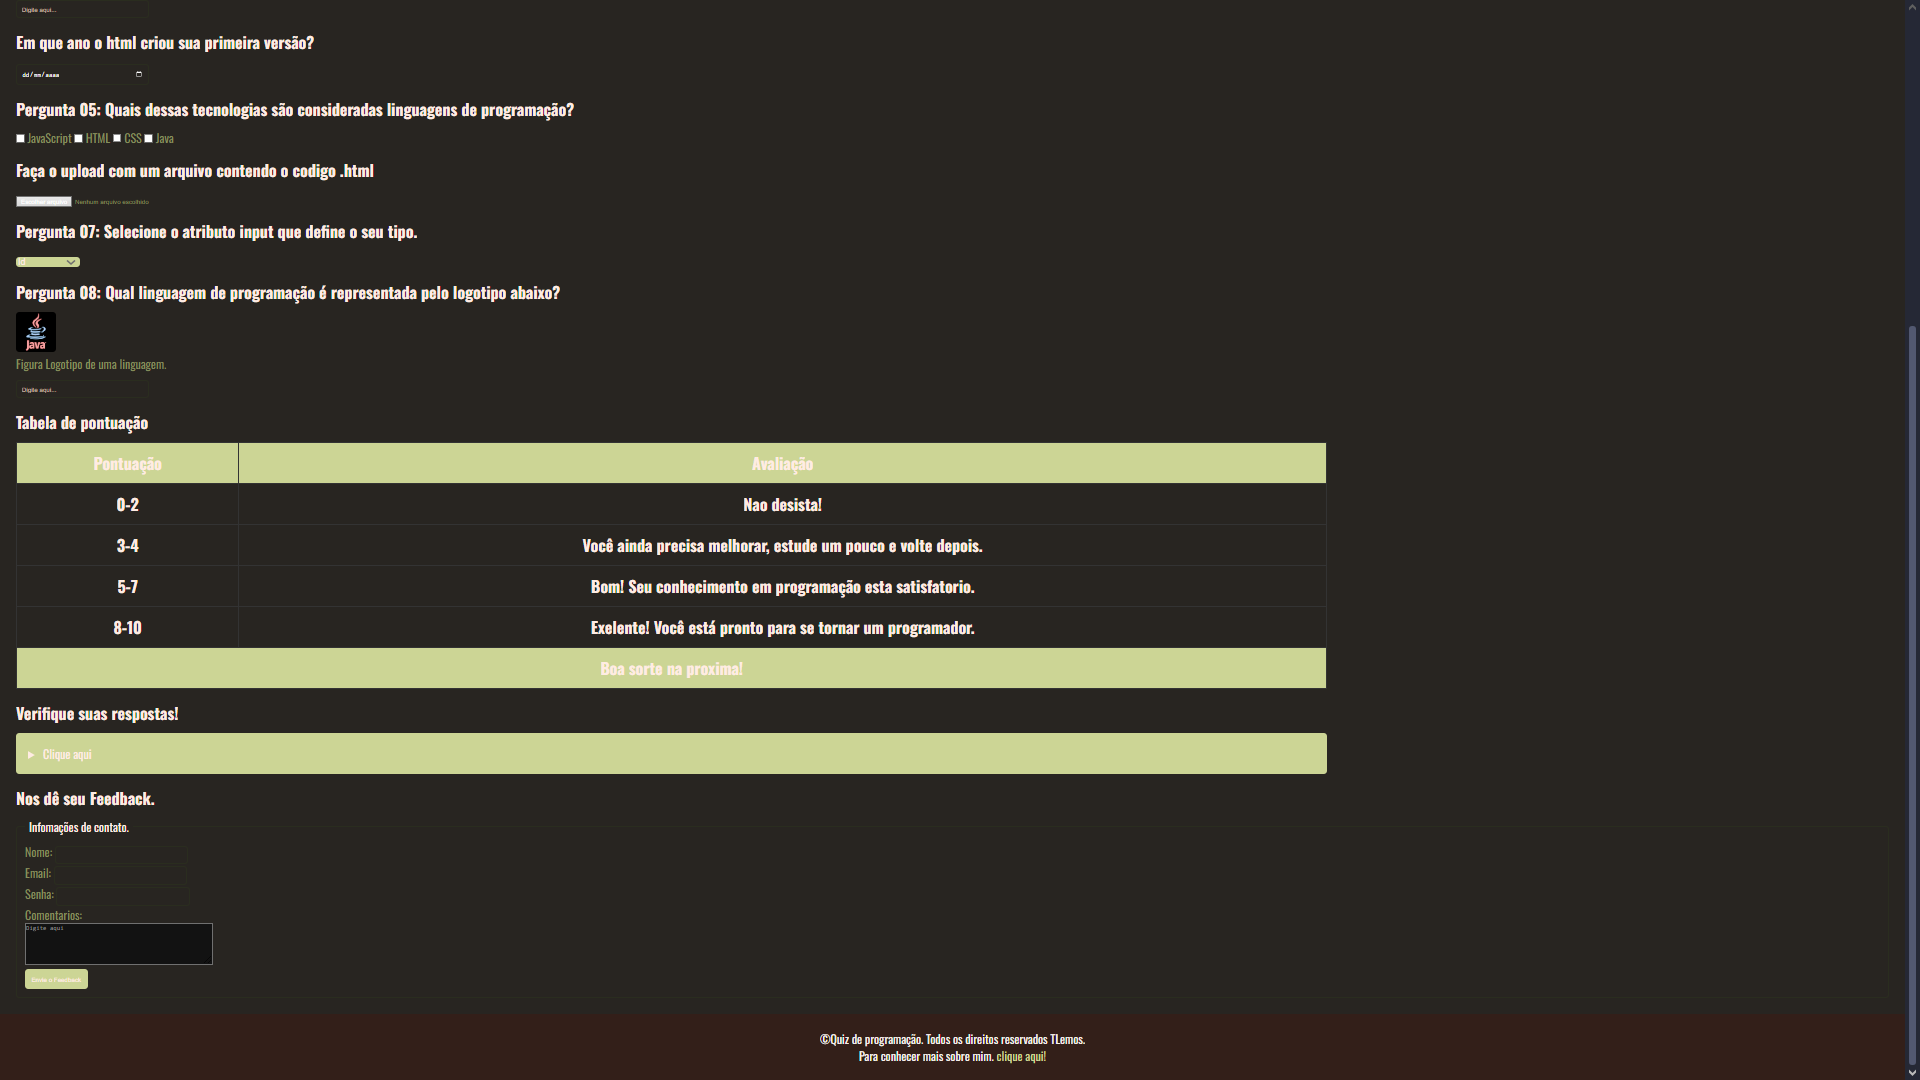 Digite aqui...
Em que ano o html criou sua primeira versão?
dd/mm/aaaa
Pergunta 05: Quais dessas tecnologias são consideradas linguagens de programação?
JavaScript HTML CSS Java
Faça o upload com um arquivo contendo o codigo .html
Escolher arquivo Nenhum arquivo escolhido
Pergunta 07: Selecione o atributo input que define o seu tipo.
id
Pergunta 08: Qual linguagem de programação é representada pelo logotipo abaixo?
Java
Figura Logotipo de uma linguagem.
Digite aqui...
Tabela de pontuação
Pontuação Avaliação
0-2 Nao desista!
3-4 Você ainda precisa melhorar, estude um pouco e volte depois.
5-7 Bom! Seu conhecimento em programação esta satisfatorio.
8-10 Exelente! Você está pronto para se tornar um programador.
Boa sorte na proxima!
Verifique suas respostas!
Clique aqui
Nos dê seu Feedback.
Infomações de contato.
Nome:
Email:
Senha:
Comentarios:
Digite aqui
Envie o Feedback
©Quiz de programação. Todos os direitos reservados TLemos.
Para conhecer mais sobre mim. clique aqui!